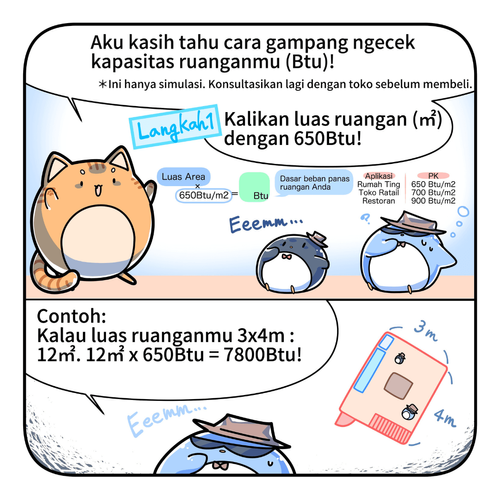 Aku kasih tahu cara gampang ngecek
kapasitas ruanganmu (Btu)!
*Ini hanya simulasi. Konsultasikan lagi dengan toko sebelum membeli.
Langkah1
Kalikan luas ruangan (㎡)
dengan 650Btu!
Luas Area
×
650Btu/m2
=
Btu
Dasar beban panas
ruangan Anda
Aplikasi PK
Rumah Ting 650 Btu/m2
Toko Ratail 700 Btu/m2
Restoran 900 Btu/m2
Eeemm...
Contoh:
Kalau luas ruanganmu 3x4m :
12㎡. 12㎡ x 650Btu = 7800Btu!
3m
4m
Eeemm...